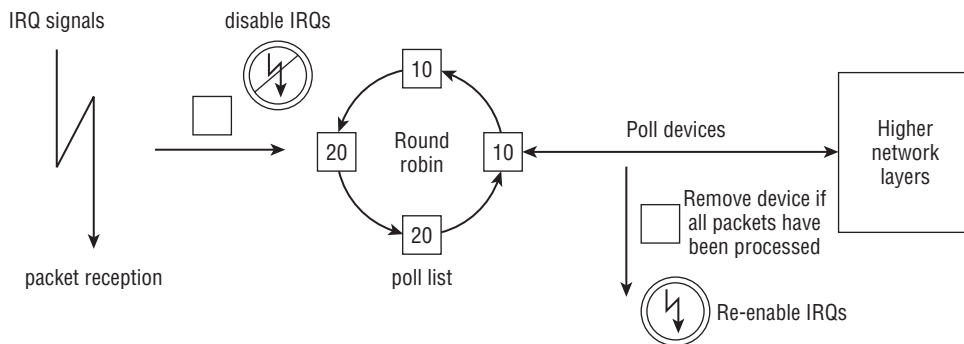 IRQ signals
disable IRQs
10
20
Round
robin
10
20
poll list
packet reception
Poll devices
Higher
network
layers
Remove device if
all packets have
been processed
Re-enable IRQs